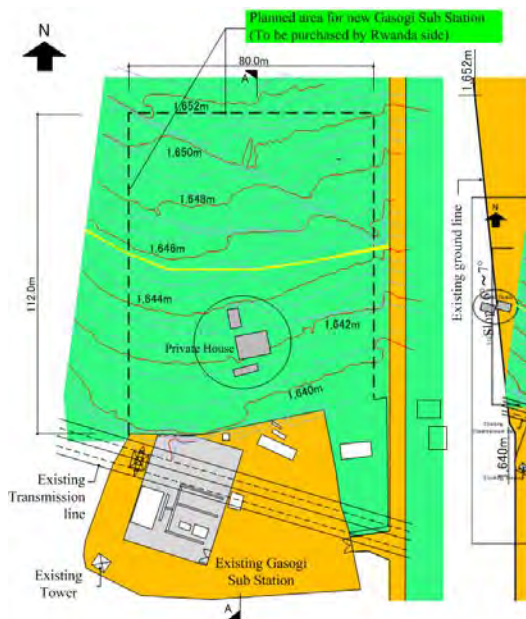 Planned area for new Gasogi Sub Station
(To be purchased by Rwanda side)
N
80.0m
A
1,652m
1,652m
1,650m
1,648m
1,646m
112.0m
1,644m
1,642m
Private House
1,640m
Existing
Transmission
line
Existing Gasogi
Sub Station
Existing
Tower
A
Existing ground line
N
6°~7°
1,640m